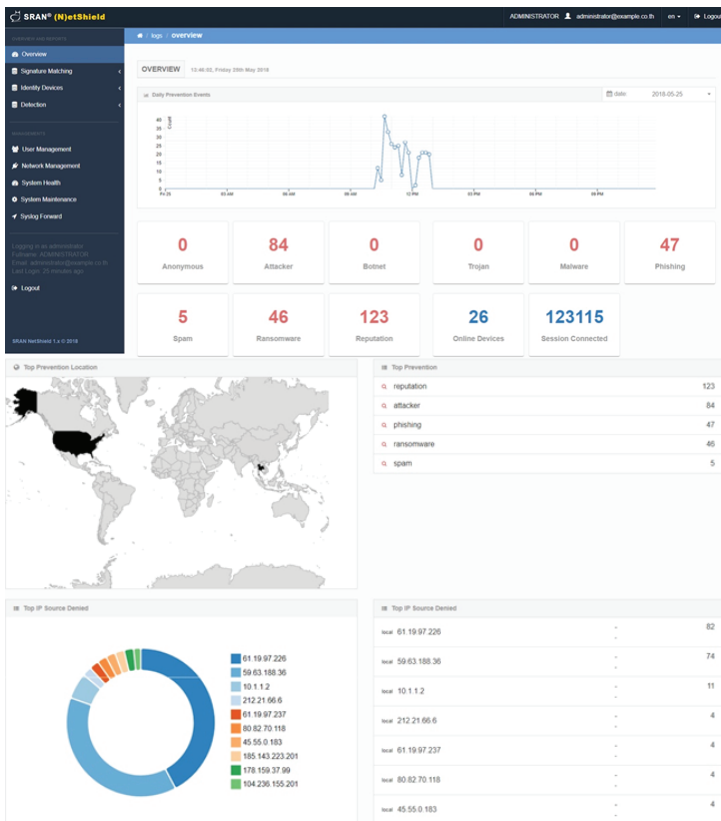 SRAN® (N)etShield
ADMINISTRATOR administrator@example.co.th en Logout
OVERVIEW AND REPORTS
/ logs / overview
Overview
Signature Matching
Identity Devices
Detection
MANAGEMENTS
User Management
Network Management
System Health
System Maintenance
Syslog Forward
Logging in as administrator
Fullname: ADMINISTRATOR
Email: administrator@example.co.th
Last Login: 25 minutes ago
Logout
SRAN NetShield 1.x © 2018
OVERVIEW 13:46:02, Friday 25th May 2018
Daily Prevention Events
date 2018-05-25
Count
40
35
30
25
20
15
10
5
0
Fri 25 03 AM 06 AM 09 AM 12 PM 03 PM 06 PM 09 PM
0 84 0 0 0 47
Anonymous Attacker Botnet Trojan Malware Phishing
5 46 123 26 123115
Spam Ransomware Reputation Online Devices Session Connected
Top Prevention Location
Top Prevention
reputation 123
attacker 84
phishing 47
ransomware 46
spam 5
Top IP Source Denied
61.19.97.226
59.63.188.36
10.1.1.2
212.21.66.6
61.19.97.237
80.82.70.118
45.55.0.183
185.143.223.201
178.159.37.99
104.236.155.201
Top IP Source Denied
local 61.19.97.226 - - 82
local 59.63.188.36 - - 74
local 10.1.1.2 - - 11
local 212.21.66.6 - - 4
local 61.19.97.237 - - 4
local 80.82.70.118 - - 4
local 45.55.0.183 - - 4